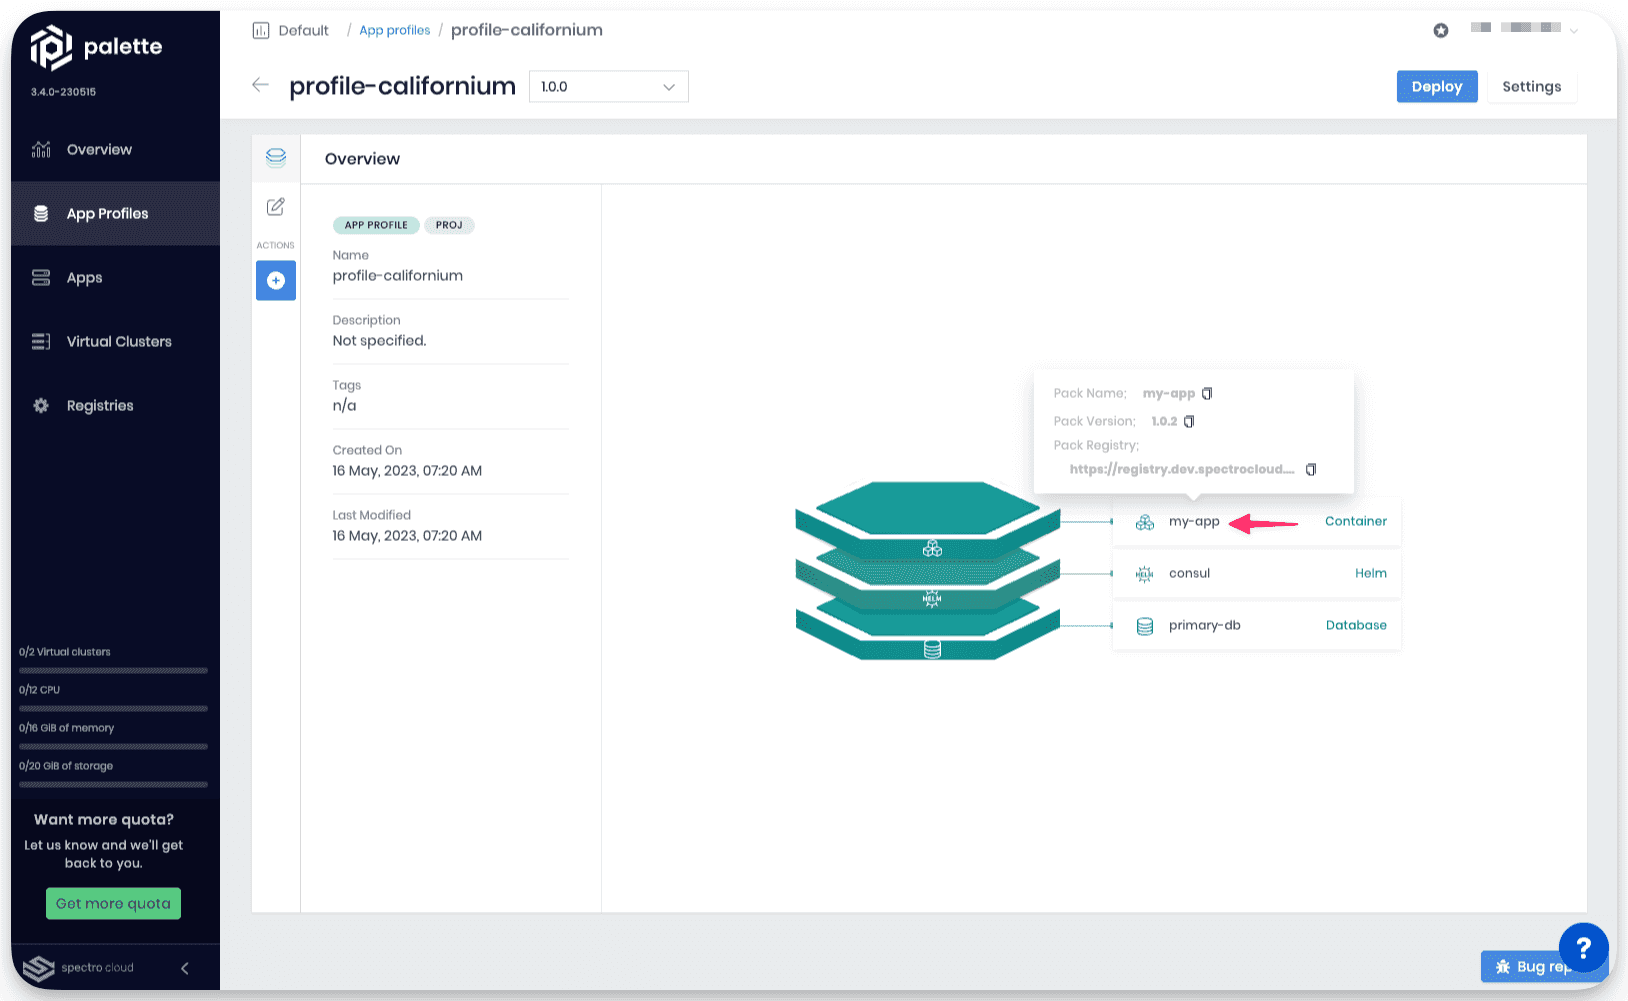 palette
3.4.0-230515
Overview
App Profiles
Apps
Virtual Clusters
Registries
0/2 Virtual clusters
0/12 CPU
0/16 GiB of memory
0/20 GiB of storage
Want more quota?
Let us know and we'll get
back to you.
Get more quota
spectro cloud
Default / App profiles / profile-californium
profile-californium 1.0.0
Deploy Settings
Overview
ACTIONS
APP PROFILE PROJ
Name
profile-californium
Description
Not specified.
Tags
n/a
Created On
16 May, 2023, 07:20 AM
Last Modified
16 May, 2023, 07:20 AM
Pack Name; my-app
Pack Version; 1.0.2
Pack Registry;
https://registry.dev.spectrocloud....
my-app Container
HELM consul Helm
primary-db Database
HELM
Bug rep
?